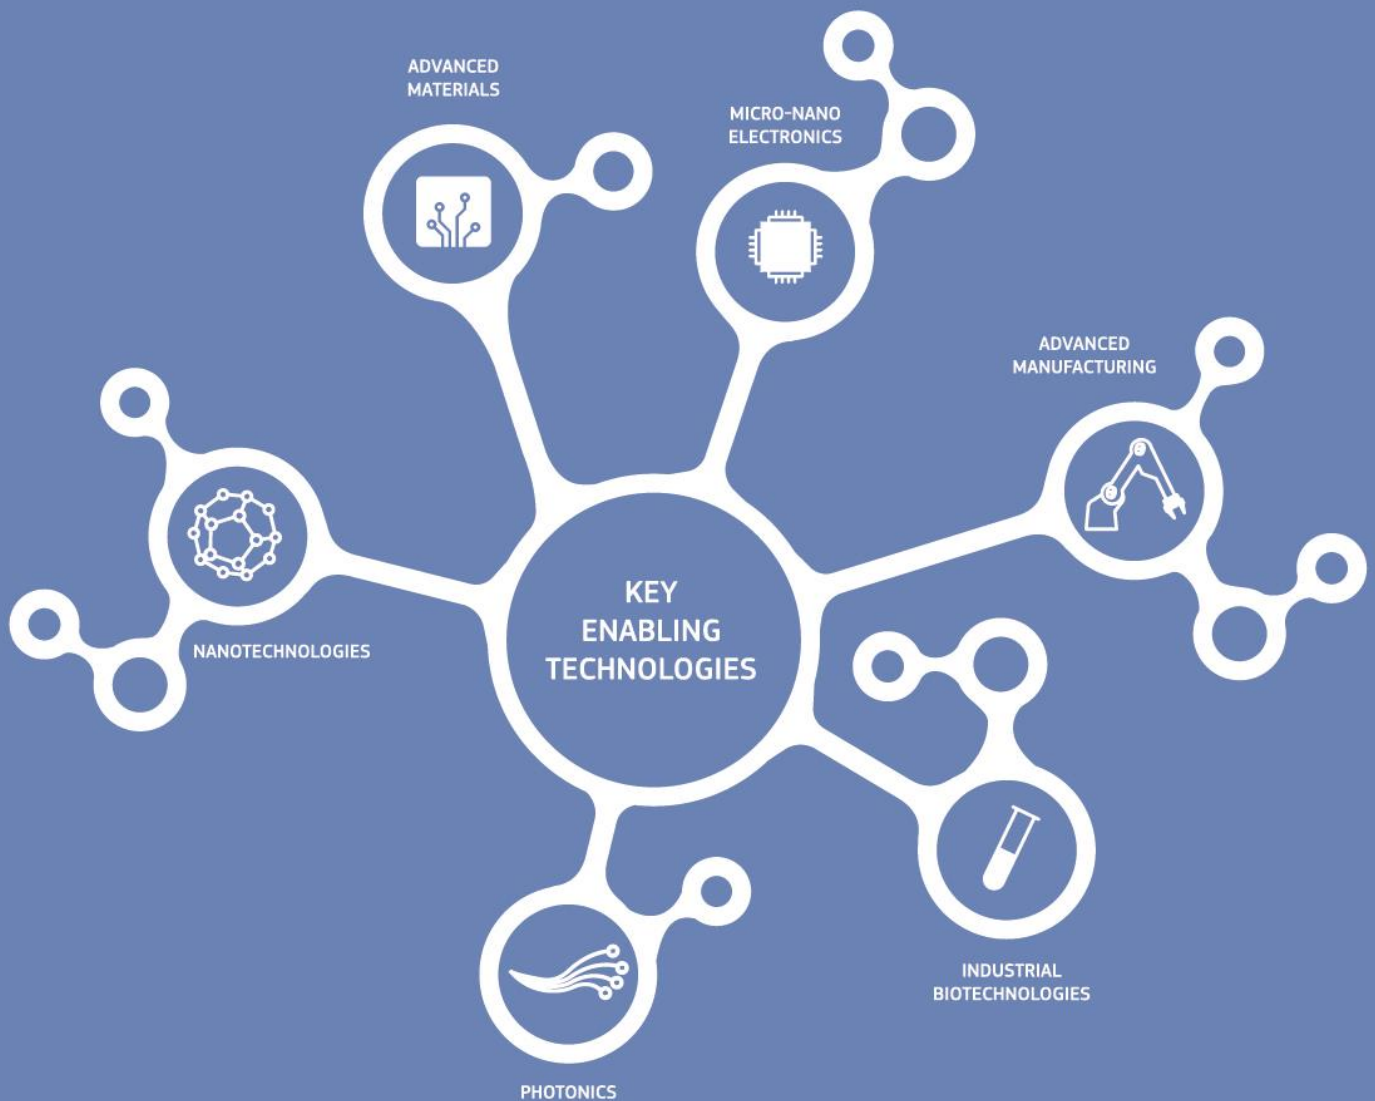 ADVANCED
MATERIALS
MICRO-NANO
ELECTRONICS
ADVANCED
MANUFACTURING
KEY
ENABLING
TECHNOLOGIES
NANOTECHNOLOGIES
INDUSTRIAL
BIOTECHNOLOGIES
PHOTONICS